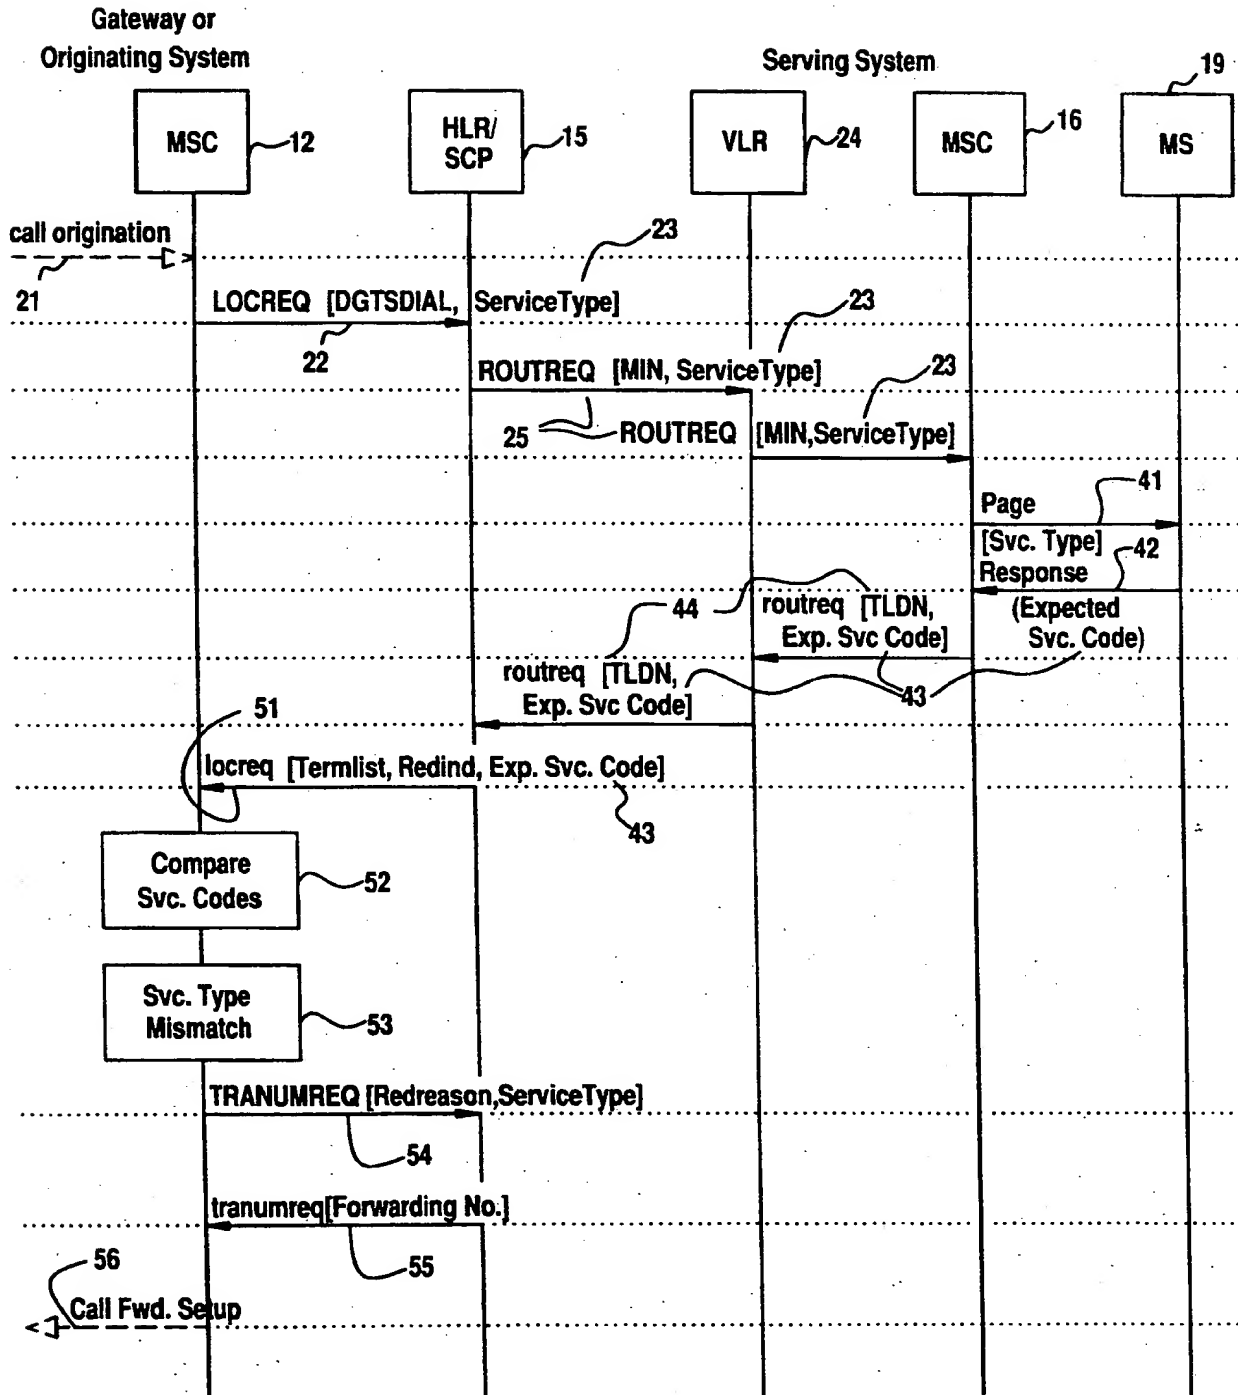 Gateway or
Originating System
Serving System
19
MSC
12
HLR/
SCP
15
VLR
24
MSC
16
MS
call origination
23
21
LOCREQ [DGTSDIAL, ServiceType]
23
22
ROUTREQ [MIN, ServiceType]
23
25
ROUTREQ [MIN,ServiceType]
41
Page
[Svc. Type]
42
Response
44
routreq [TLDN,
(Expected
Exp. Svc Code]
Svc. Code)
routreq [TLDN,
43
Exp. Svc Code]
51
locreq [Termlist, Redind, Exp. Svc. Code]
43
Compare
Svc. Codes
52
Svc. Type
Mismatch
53
TRANUMREQ [Redreason,ServiceType]
54
tranumreq[Forwarding No.]
55
56
Call Fwd. Setup